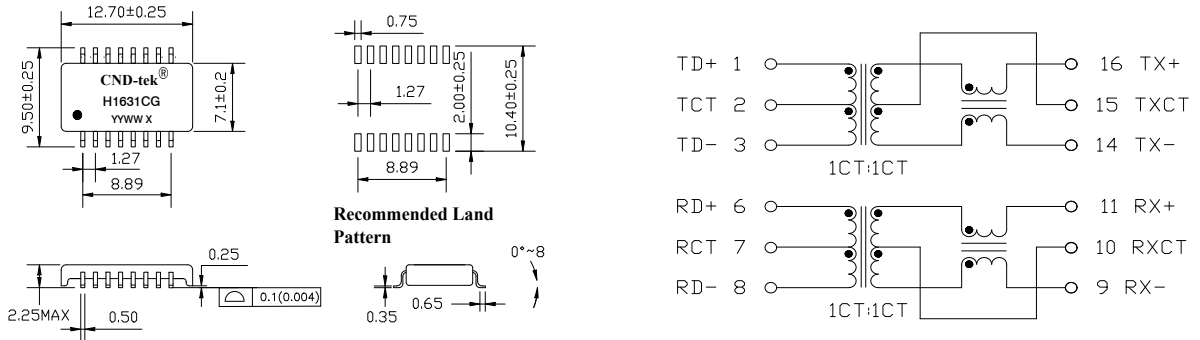 12.70±0.25
9.50±0.25
CND-tek®
H1631CG
YYWW X
7.1±0.2
1.27
8.89
0.75
1.27
2.00±0.25
10.40±0.25
8.89
Recommended Land
Pattern
2.25MAX
0.50
0.25
0.1(0.004)
0.35
0.65
0°~8
TD+ 1
TCT 2
TD- 3
1CT:1CT
16 TX+
15 TXCT
14 TX-
RD+ 6
RCT 7
RD- 8
1CT:1CT
11 RX+
10 RXCT
9 RX-